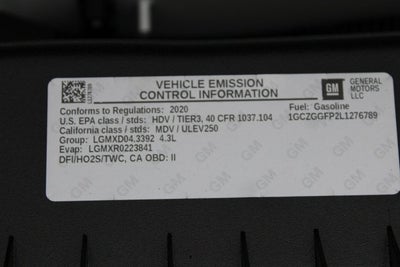 VEHICLE EMISSION
CONTROL INFORMATION
GM
GENERAL
MOTORS
LLC
Conforms to Regulations: 2020
Fuel: Gasoline
U.S. EPA class / stds: HDV / TIER3, 40 CFR 1037.104
1GCZGGFP2L1276789
California class / stds: MDV / ULEV250
Group: LGMXD04.3392 4.3L
Evap: LGMXR0223841
DFI/HO2S/TWC, CA OBD: II